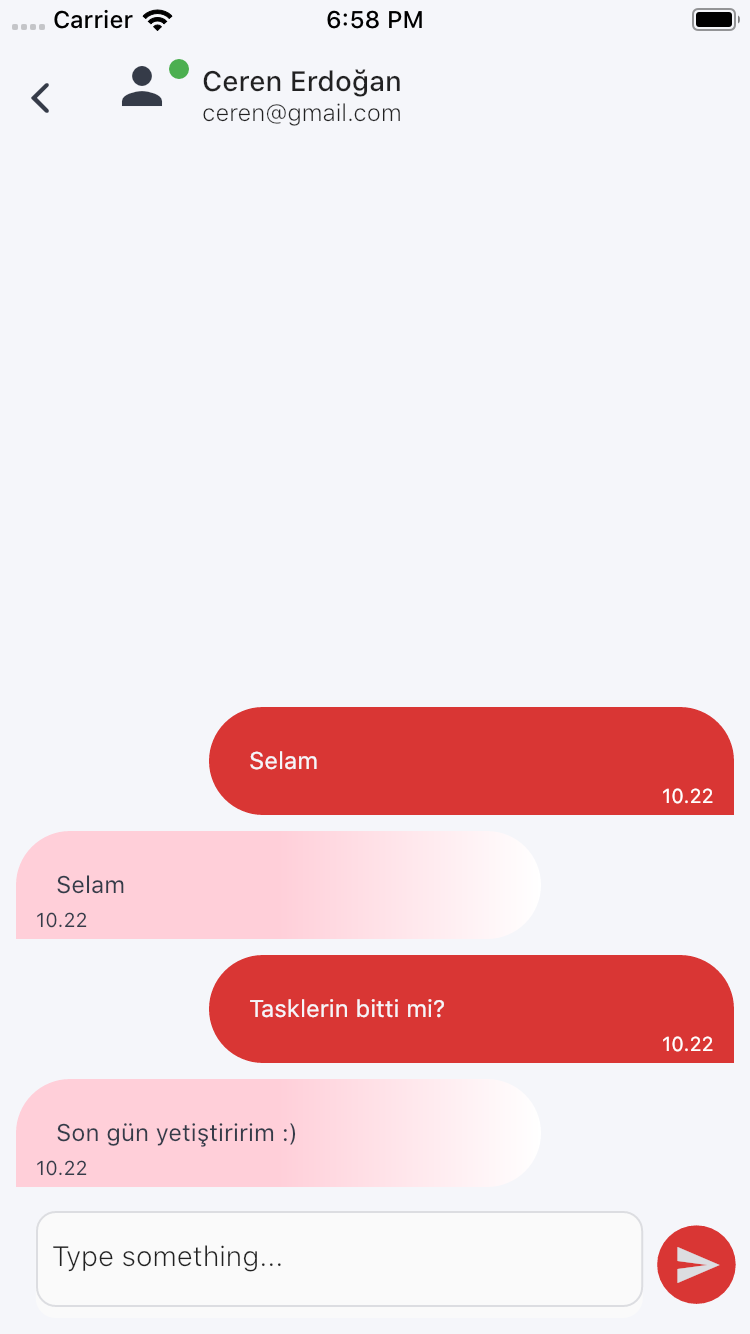 Carrier 6:58 PM
Ceren Erdoğan
ceren@gmail.com
Selam
10.22
Selam
10.22
Tasklerin bitti mi?
10.22
Son gün yetiştiririm :)
10.22
Type something...